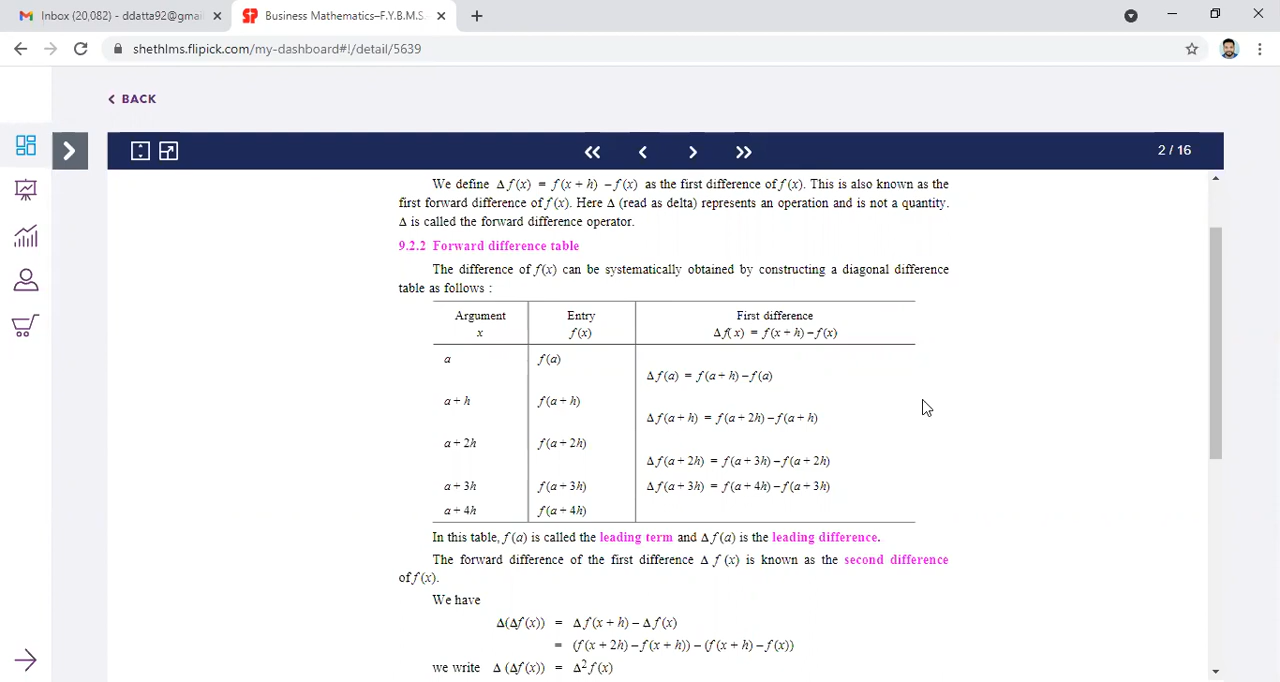 Inbox (20,082) - ddatta92@gmai
Business Mathematics–F.Y.B.M.S.
shethlms.flipick.com/my-dashboard#!/detail/5639
BACK
2 / 16
We define Δ f (x) = f (x + h) – f (x) as the first difference of f (x). This is also known as the
first forward difference of f (x). Here Δ (read as delta) represents an operation and is not a quantity.
Δ is called the forward difference operator.
9.2.2 Forward difference table
The difference of f (x) can be systematically obtained by constructing a diagonal difference
table as follows :
Argument Entry First difference
x f(x) Δf( x) = f (x + h) – f (x)
a f (a)
Δ f (a) = f (a + h) – f (a)
a + h f (a + h)
Δ f (a + h) = f (a + 2h) – f (a + h)
a + 2h f (a + 2h)
Δ f (a + 2h) = f (a + 3h) – f (a + 2h)
a + 3h f (a + 3h) Δ f (a + 3h) = f (a + 4h) – f (a + 3h)
a + 4h f (a + 4h)
In this table, f (a) is called the leading term and Δ f (a) is the leading difference.
The forward difference of the first difference Δ f (x) is known as the second difference
of f (x).
We have
Δ(Δf (x)) = Δ f (x + h) – Δ f (x)
= (f (x + 2h) – f (x + h)) – (f (x + h) – f (x))
we write Δ (Δf (x)) = Δ² f (x)